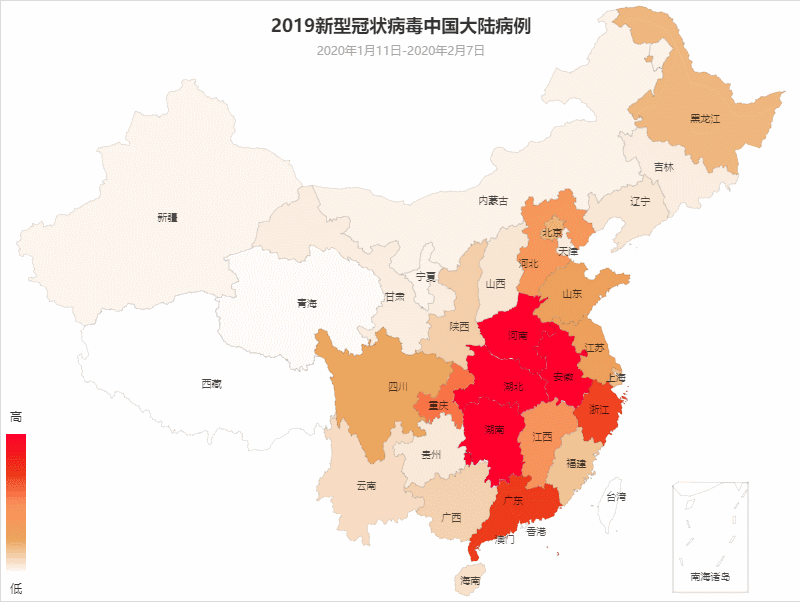 2019新型冠状病毒中国大陆病例
2020年1月11日-2020年2月7日
黑龙江
吉林
内蒙古
辽宁
新疆
北京
天津
河北
宁夏
山西
甘肃
山东
青海
陕西
河南
江苏
上海
西藏
四川
湖北
安徽
重庆
浙江
高
湖南
江西
贵州
福建
云南
台湾
广东
广西
香港
澳门
南海诸岛
海南
低